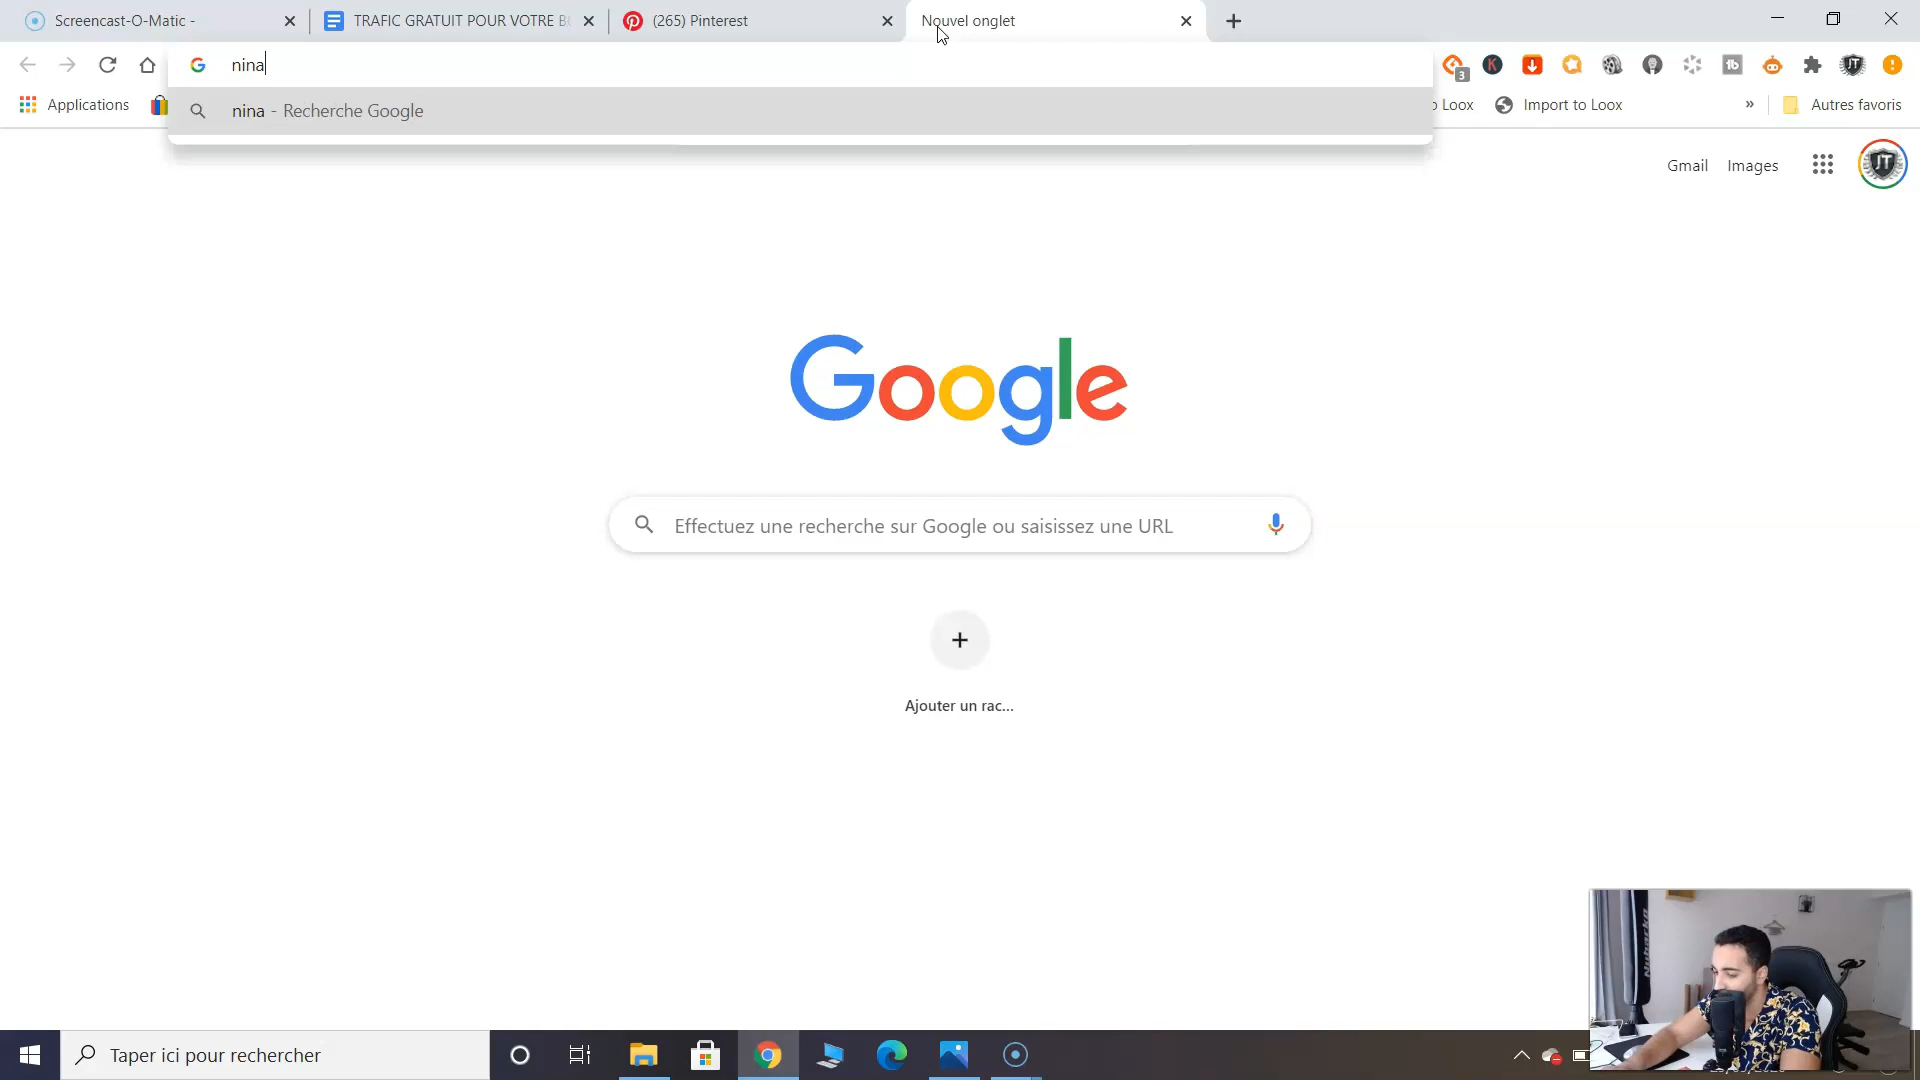 Screencast-O-Matic -
TRAFIC GRATUIT POUR VOTRE
(265) Pinterest
Nouvel onglet
nina
3
Applications
nina - Recherche Google
Loox
Import to Loox
»
Autres favoris
Gmail
Images
JT
Google
Effectuez une recherche sur Google ou saisissez une URL
Ajouter un rac...
Taper ici pour rechercher